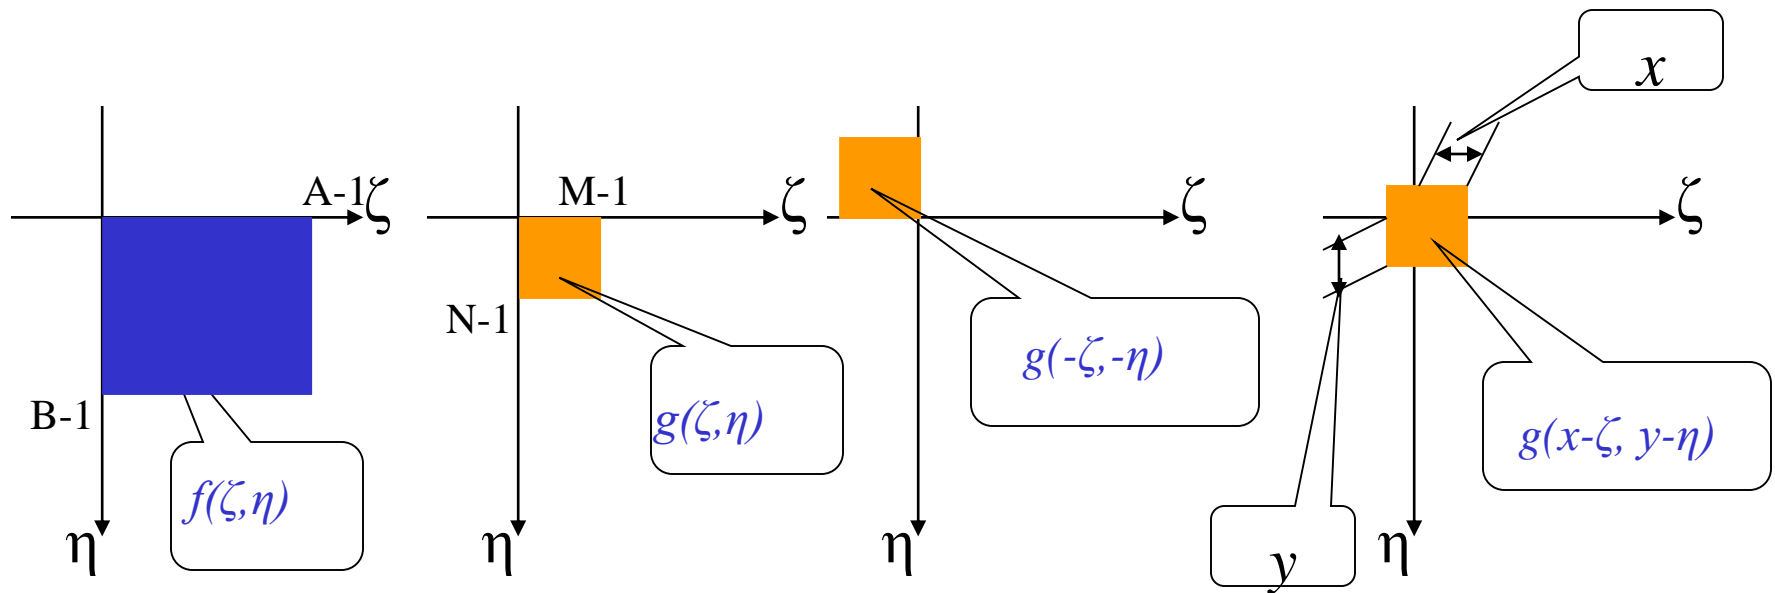 x
A-1
ζ
M-1
ζ
ζ
ζ
N-1
g(-ζ,-η)
B-1
g(ζ,η)
g(x-ζ, y-η)
f(ζ,η)
η
η
η
y
η